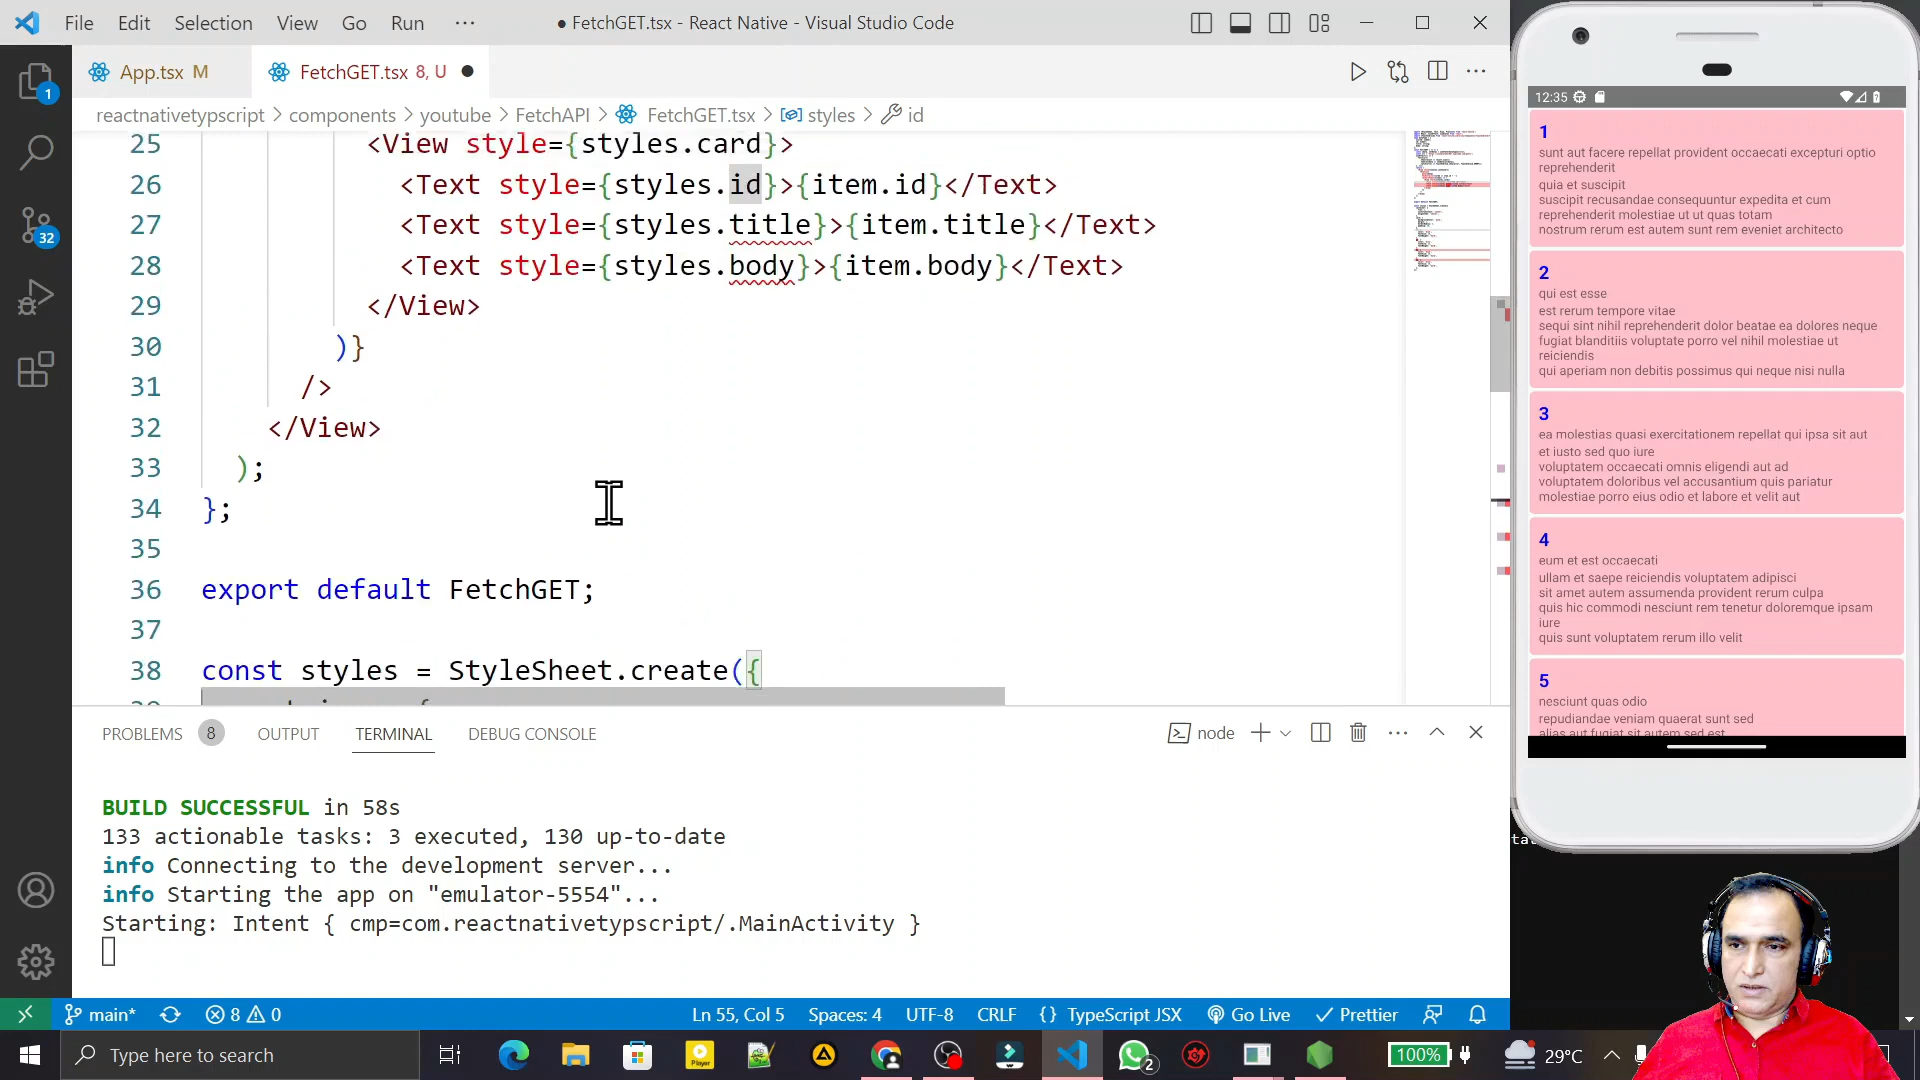 File Edit Selection View Go Run ··· ● FetchGET.tsx - React Native - Visual Studio Code
App.tsx M FetchGET.tsx 8, U ●
reactnativetypscript > components > youtube > FetchAPI > FetchGET.tsx > styles > id
25 <View style={styles.card}>
26 <Text style={styles.id}>{item.id}</Text>
27 <Text style={styles.title}>{item.title}</Text>
28 <Text style={styles.body}>{item.body}</Text>
29 </View>
30 )}
31 />
32 </View>
33 );
34 };
35
36 export default FetchGET;
37
38 const styles = StyleSheet.create({
PROBLEMS 8 OUTPUT TERMINAL DEBUG CONSOLE node
BUILD SUCCESSFUL in 58s
133 actionable tasks: 3 executed, 130 up-to-date
info Connecting to the development server...
info Starting the app on "emulator-5554"...
Starting: Intent { cmp=com.reactnativetypscript/.MainActivity }
main* 8 0 Ln 55, Col 5 Spaces: 4 UTF-8 CRLF {} TypeScript JSX Go Live Prettier
Type here to search 100% 29°C
1
32
2
Player
12:35
1
sunt aut facere repellat provident occaecati excepturi optio
reprehenderit
quia et suscipit
suscipit recusandae consequuntur expedita et cum
reprehenderit molestiae ut ut quas totam
nostrum rerum est autem sunt rem eveniet architecto
2
qui est esse
est rerum tempore vitae
sequi sint nihil reprehenderit dolor beatae ea dolores neque
fugiat blanditiis voluptate porro vel nihil molestiae ut
reiciendis
qui aperiam non debitis possimus qui neque nisi nulla
3
ea molestias quasi exercitationem repellat qui ipsa sit aut
et iusto sed quo iure
voluptatem occaecati omnis eligendi aut ad
voluptatem doloribus vel accusantium quis pariatur
molestiae porro eius odio et labore et velit aut
4
eum et est occaecati
ullam et saepe reiciendis voluptatem adipisci
sit amet autem assumenda provident rerum culpa
quis hic commodi nesciunt rem tenetur doloremque ipsam
iure
quis sunt voluptatem rerum illo velit
5
nesciunt quas odio
repudiandae veniam quaerat sunt sed
alias aut fugiat sit autem sed est